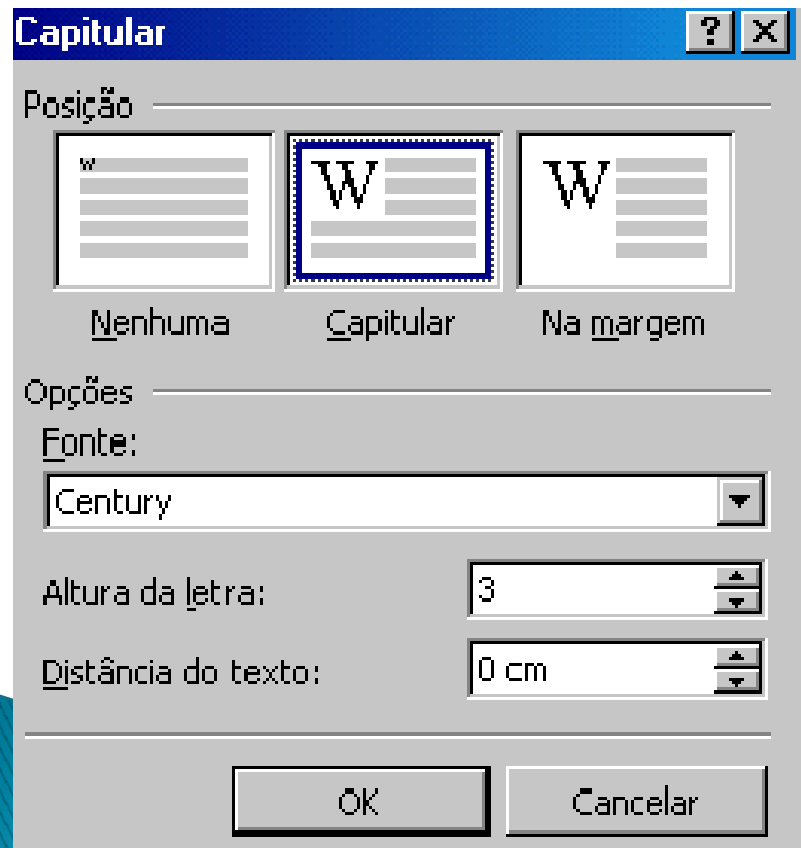 Capitular
Posição
w W W
Nenhuma Capitular Na margem
Opções
Fonte:
Century
Altura da letra: 3
Distância do texto: 0 cm
OK Cancelar